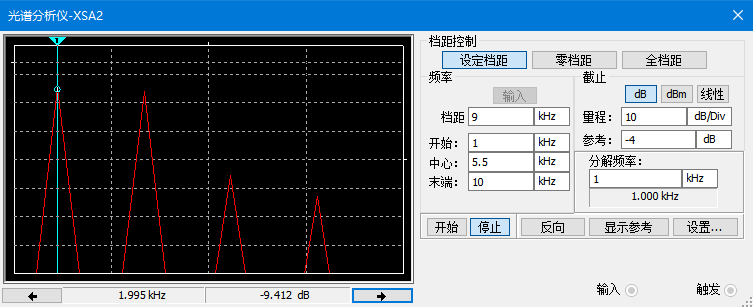 光谱分析仪-XSA2
1
1.995 kHz
-9.412 dB
档距控制
设定档距
零档距
全档距
频率
输入
档距
9
kHz
开始:
1
kHz
中心:
5.5
kHz
末端:
10
kHz
截止
dB
dBm
线性
量程:
10
dB/Div
参考:
-4
dB
分解频率:
1
kHz
1.000 kHz
开始
停止
反向
显示参考
设置...
输入
触发